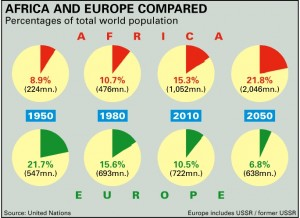 AFRICA AND EUROPE COMPARED
Percentages of total world population
A F R I C A
8.9% 10.7% 15.3% 21.8%
(224mn.) (476mn.) (1,052mn.) (2,046mn.)
1950 1980 2010 2050
21.7% 15.6% 10.5% 6.8%
(547mn.) (693mn.) (722mn.) (638mn.)
E U R O P E
Source: United Nations Europe includes USSR / former USSR